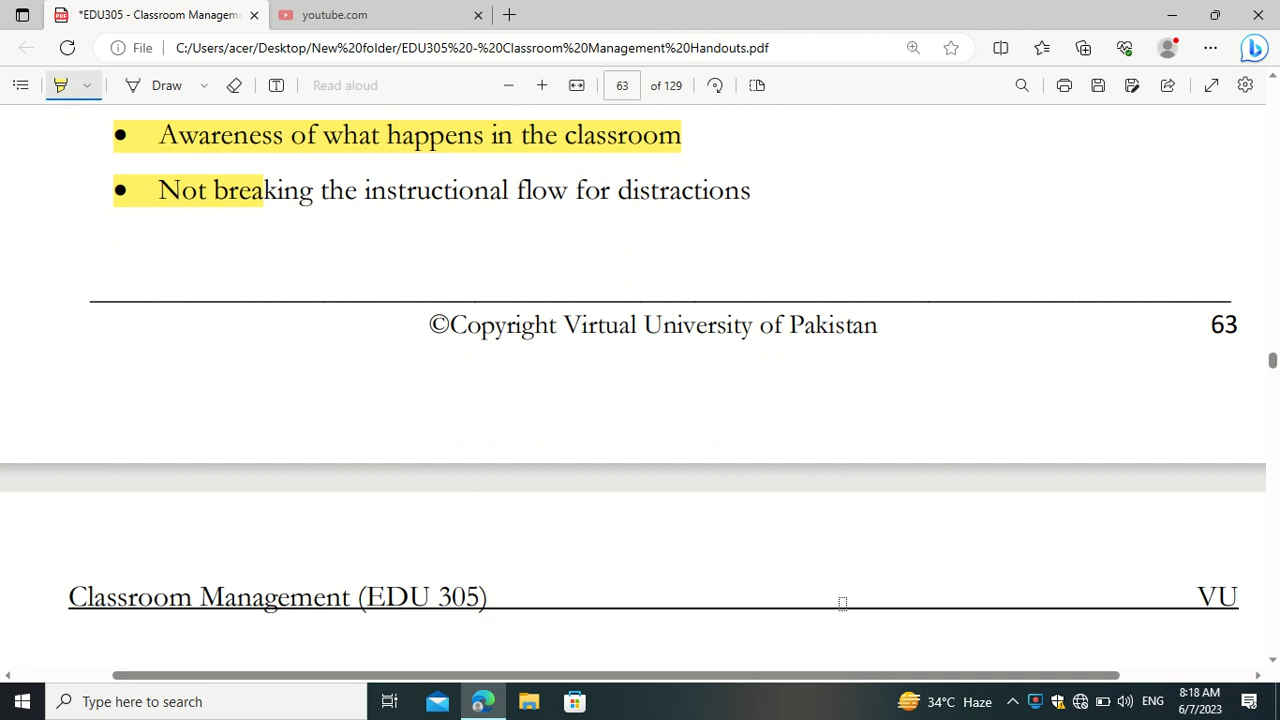 *EDU305 - Classroom Manageme
youtube.com
File
C:/Users/acer/Desktop/New%20folder/EDU305%20-%20Classroom%20Management%20Handouts.pdf
Draw
Read aloud
63
of 129
• Awareness of what happens in the classroom
• Not breaking the instructional flow for distractions
©Copyright Virtual University of Pakistan
63
Classroom Management (EDU 305)
VU
Type here to search
34°C Haze
ENG
8:18 AM
6/7/2023